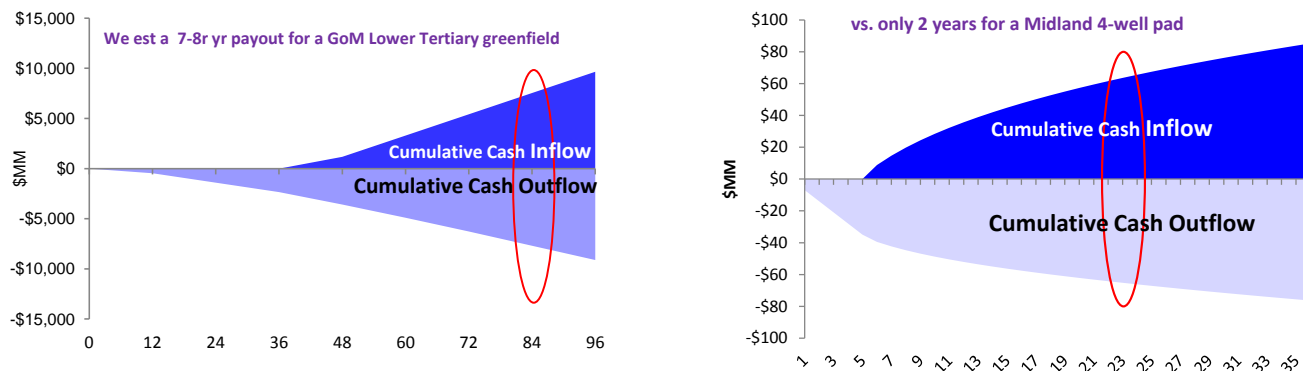 We est a 7-8r yr payout for a GoM Lower Tertiary greenfield
$15,000
$10,000
$5,000
$0
-$5,000
-$10,000
-$15,000
$MM
Cumulative Cash Inflow
Cumulative Cash Outflow
0 12 24 36 48 60 72 84 96
vs. only 2 years for a Midland 4-well pad
$100
$80
$60
$40
$20
$0
-$20
-$40
-$60
-$80
-$100
$MM
Cumulative Cash Inflow
Cumulative Cash Outflow
1 3 5 7 9 11 13 15 17 19 21 23 25 27 29 31 33 35